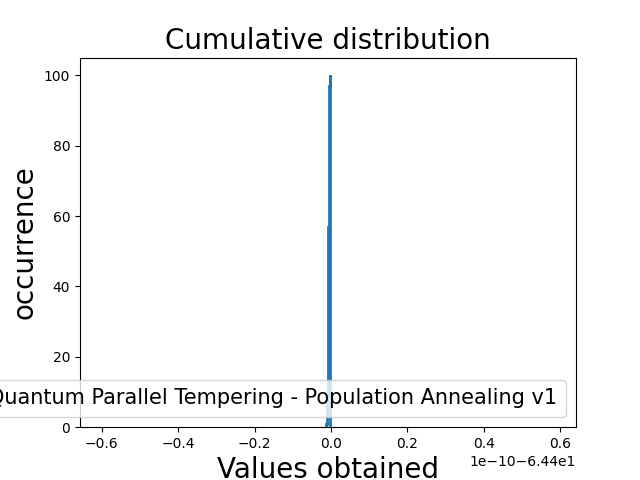 Cumulative distribution
occurrence
100
80
60
40
20
0
Quantum Parallel Tempering - Population Annealing v1
−0.6 −0.4 −0.2 0.0 0.2 0.4 0.6
1e−10−6.44e1
Values obtained